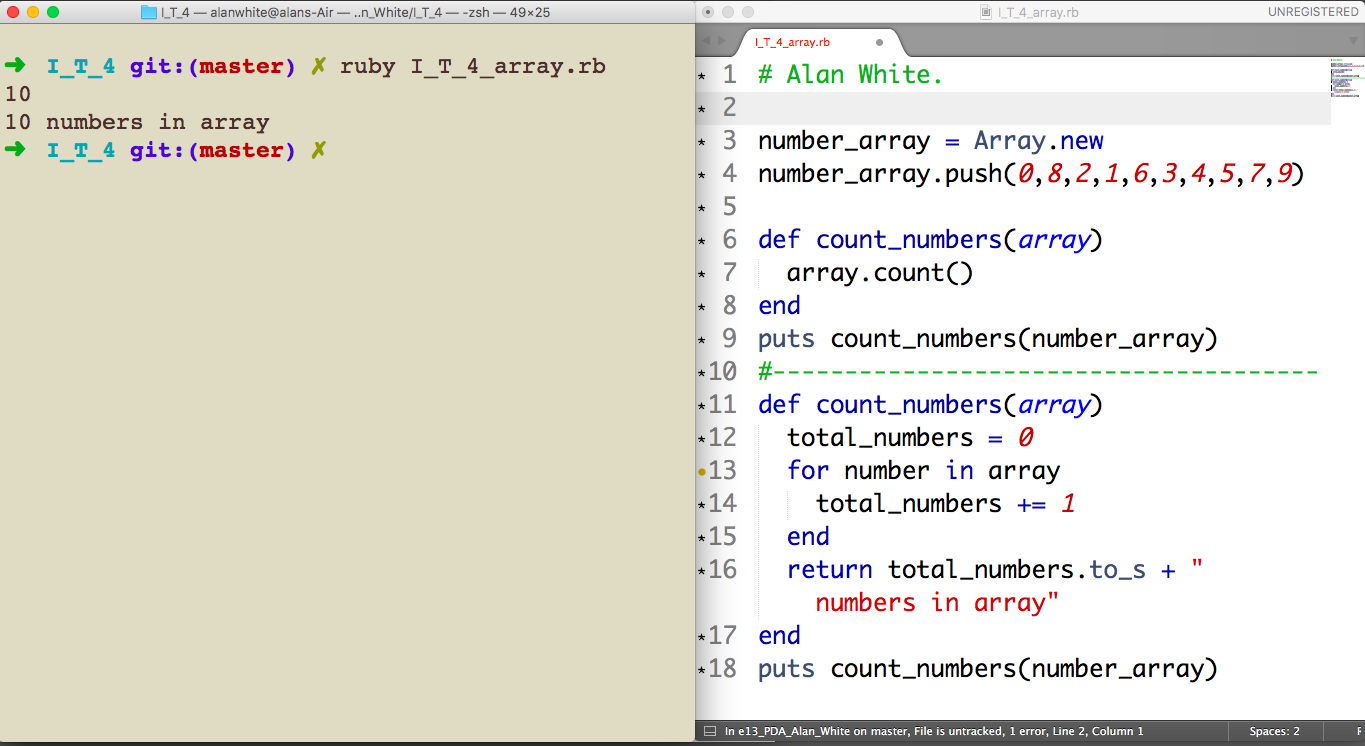 I_T_4 — alanwhite@alans-Air — ..n_White/I_T_4 — -zsh — 49×25
➜ I_T_4 git:(master) ✗ ruby I_T_4_array.rb
10
10 numbers in array
➜ I_T_4 git:(master) ✗
I_T_4_array.rb
UNREGISTERED
I_T_4_array.rb
1 # Alan White.
2
3 number_array = Array.new
4 number_array.push(0,8,2,1,6,3,4,5,7,9)
5
6 def count_numbers(array)
7 array.count()
8 end
9 puts count_numbers(number_array)
10 #--------------------------------------
11 def count_numbers(array)
12 total_numbers = 0
13 for number in array
14 total_numbers += 1
15 end
16 return total_numbers.to_s + "
numbers in array"
17 end
18 puts count_numbers(number_array)
In e13_PDA_Alan_White on master, File is untracked, 1 error, Line 2, Column 1
Spaces: 2